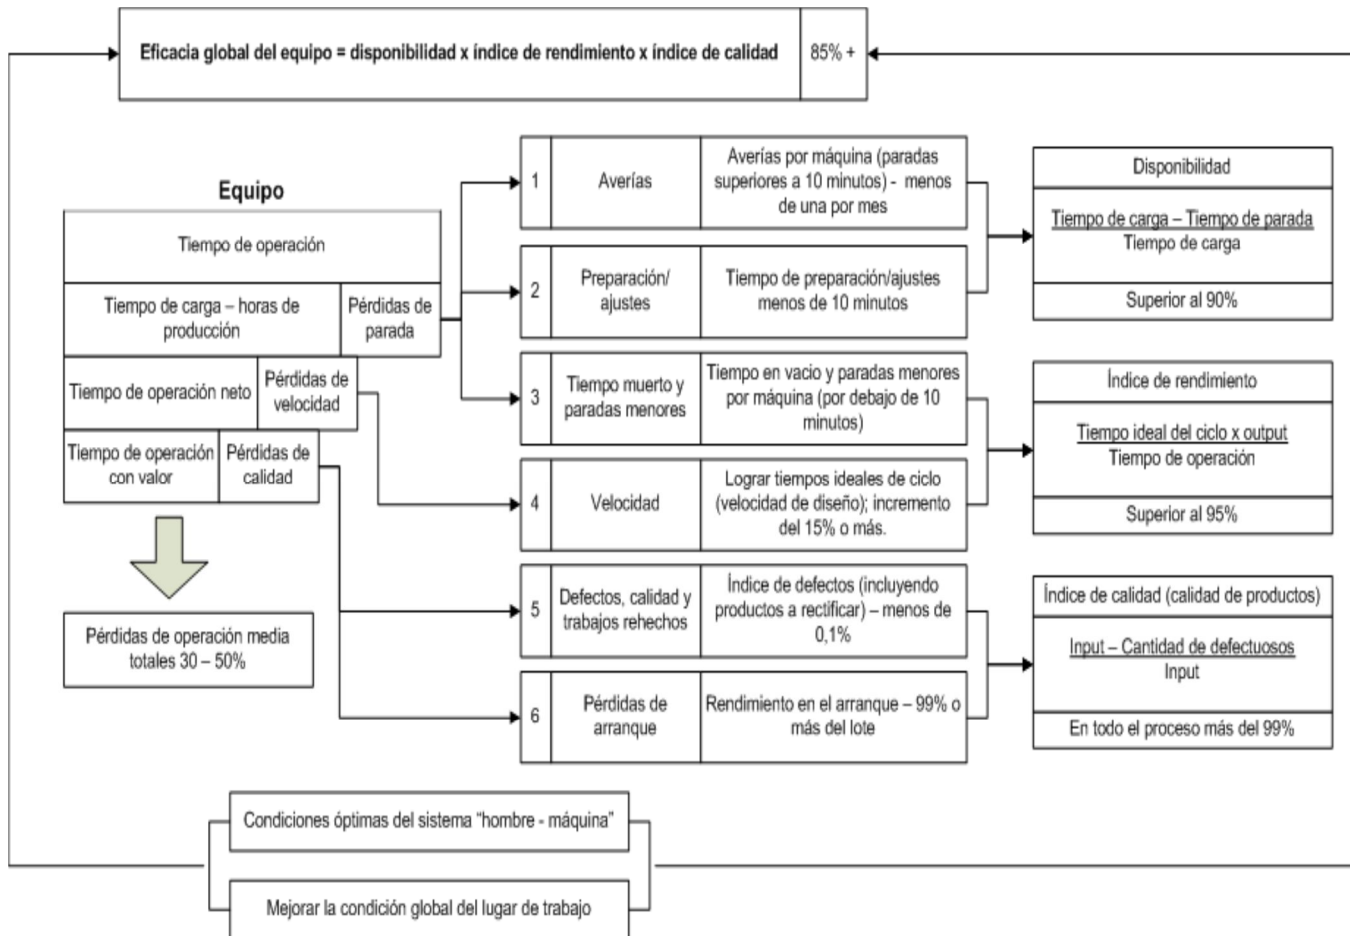 Eficacia global del equipo = disponibilidad x índice de rendimiento x índice de calidad
85% +
Equipo
Tiempo de operación
Tiempo de carga – horas de
producción
Pérdidas de
parada
Tiempo de operación neto
Pérdidas de
velocidad
Tiempo de operación
con valor
Pérdidas de
calidad
Pérdidas de operación media
totales 30 – 50%
1
Averías
Averías por máquina (paradas
superiores a 10 minutos) - menos
de una por mes
2
Preparación/
ajustes
Tiempo de preparación/ajustes
menos de 10 minutos
3
Tiempo muerto y
paradas menores
Tiempo en vacio y paradas menores
por máquina (por debajo de 10
minutos)
4
Velocidad
Lograr tiempos ideales de ciclo
(velocidad de diseño); incremento
del 15% o más.
5
Defectos, calidad y
trabajos rehechos
Índice de defectos (incluyendo
productos a rectificar) – menos de
0,1%
6
Pérdidas de
arranque
Rendimiento en el arranque – 99% o
más del lote
Disponibilidad
Tiempo de carga – Tiempo de parada
Tiempo de carga
Superior al 90%
Índice de rendimiento
Tiempo ideal del ciclo x output
Tiempo de operación
Superior al 95%
Índice de calidad (calidad de productos)
Input – Cantidad de defectuosos
Input
En todo el proceso más del 99%
Condiciones óptimas del sistema “hombre - máquina”
Mejorar la condición global del lugar de trabajo